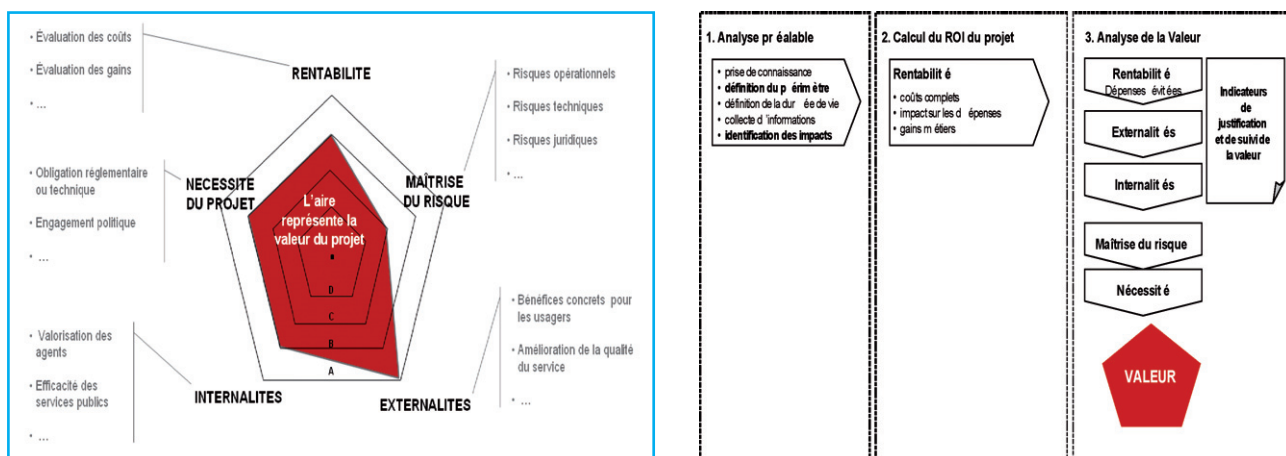 • Évaluation des coûts
• Évaluation des gains
• ...
RENTABILITE
• Risques opérationnels
• Risques techniques
• Risques juridiques
• ...
• Obligation réglementaire
ou technique
• Engagement politique
• ...
NECESSITE
DU PROJET
MAÎTRISE
DU RISQUE
L'aire
représente la
valeur du projet
D
C
B
A
• Valorisation des
agents
• Efficacité des
services publics
• ...
INTERNALITES
EXTERNALITES
• Bénéfices concrets pour
les usagers
• Amélioration de la qualité
du service
• ...
1. Analyse pr éalable
• prise de connaissance
• définition du p érim ètre
• définition de la dur ée de vie
• collecte d 'informations
• identification des impacts
2. Calcul du ROI du projet
Rentabilit é
• coûts complets
• impact sur les d épenses
• gains m étiers
3. Analyse de la Valeur
Rentabilit é
Dépenses évit ées
Externalit és
Internalit és
Maîtrise du risque
Nécessit é
VALEUR
Indicateurs
de
justification
et de suivi de
la valeur